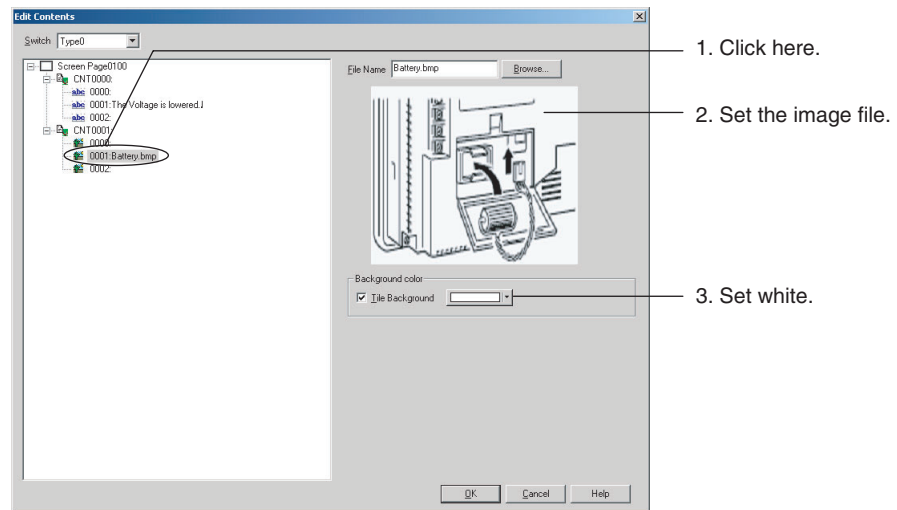 Edit Contents
Switch Type0
Screen Page0100
CNT0000:
abc 0000:
abc 0001:The Voltage is lowered.↓
abc 0002:
CNT0001:
0000:
0001:Battery.bmp
0002:
File Name Battery.bmp Browse...
Background color
Tile Background
OK Cancel Help
1. Click here.
2. Set the image file.
3. Set white.